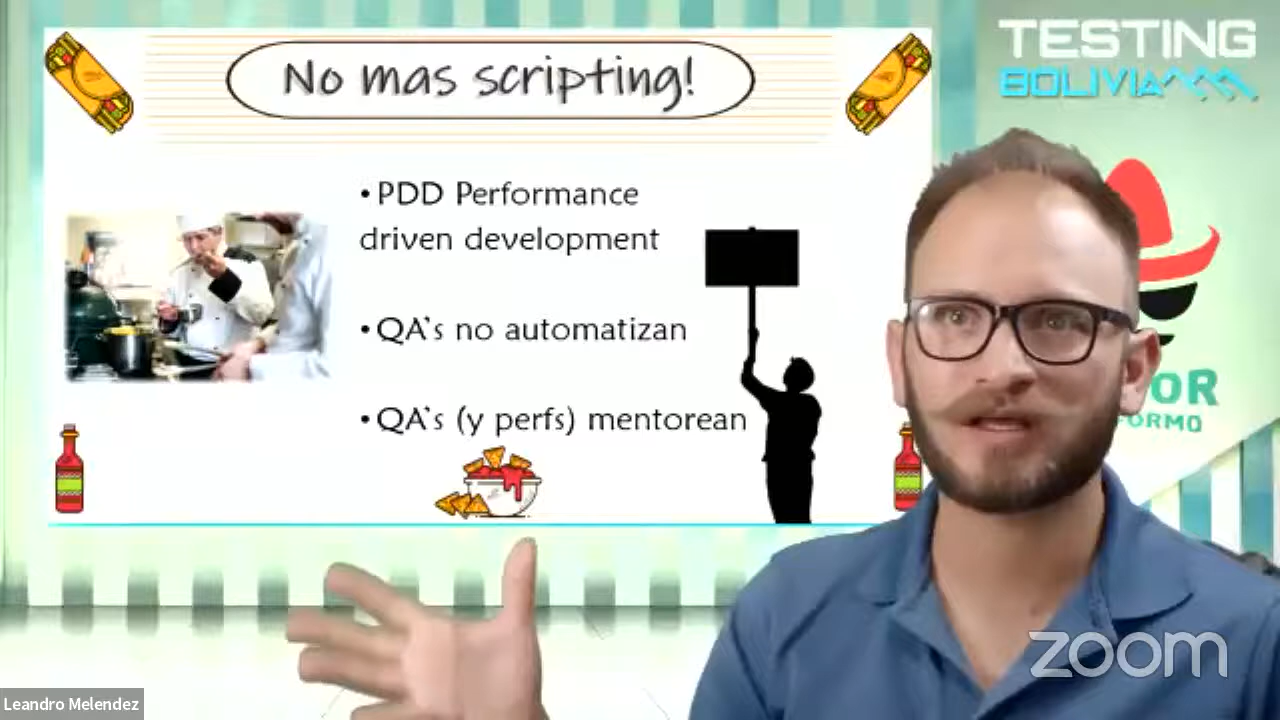 No mas scripting!
TESTING
BOLIVIA
• PDD Performance
driven development
• QA's no automatizan
• QA's (y perfs) mentorean
OR
FORMO
zoom
Leandro Melendez